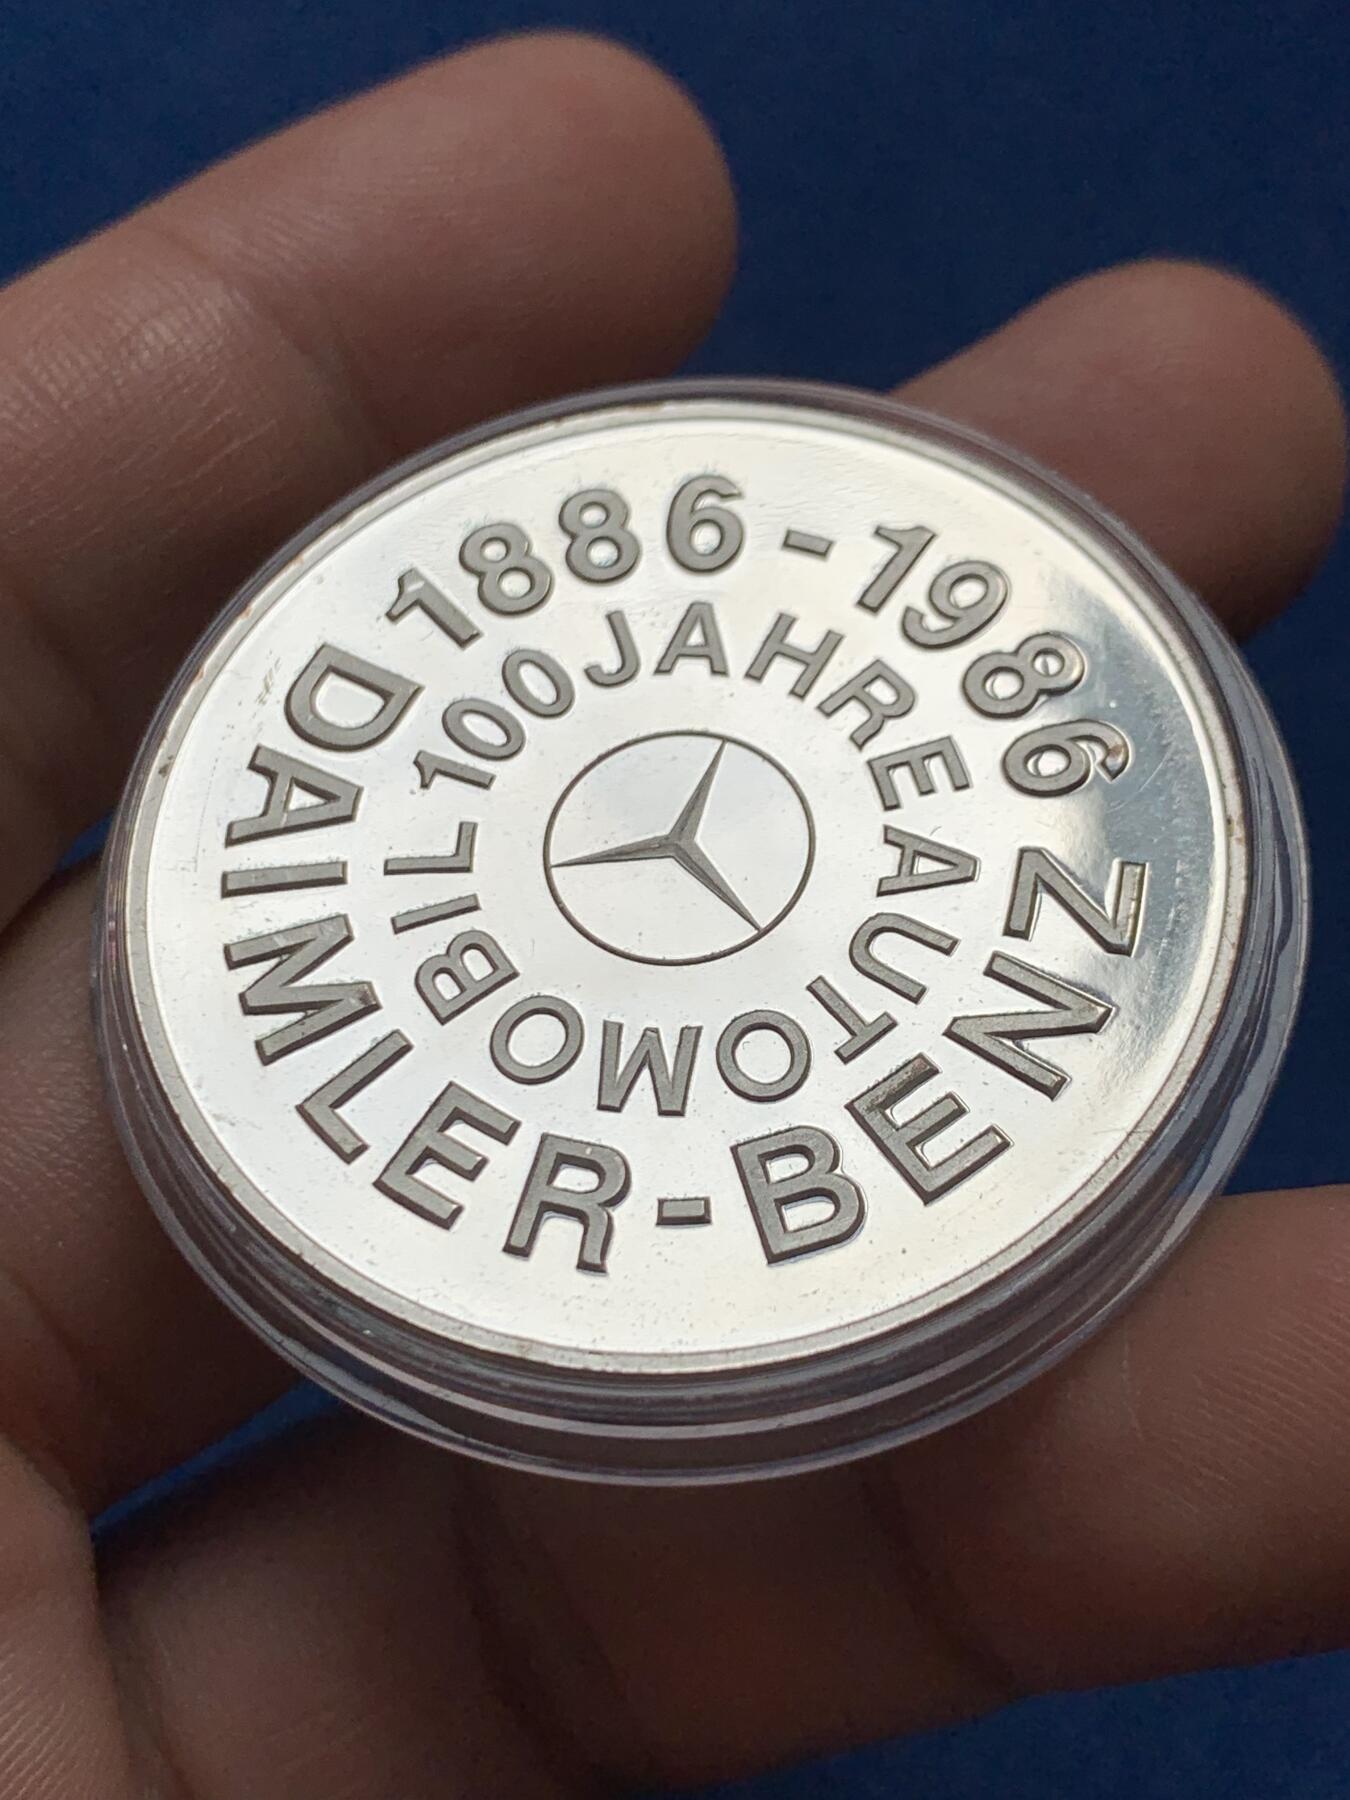 1886-1986
DAIMLER-BENZ
100 JAHRE AUTOMOBIL